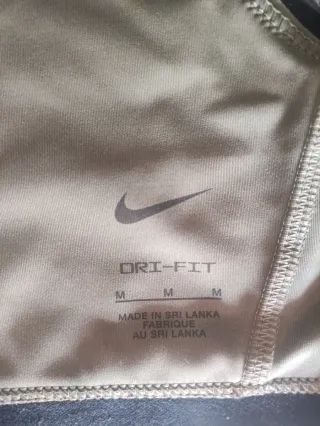 DRI-FIT
M M M
MADE IN SRI LANKA
FABRIQUE
AU SRI LANKA